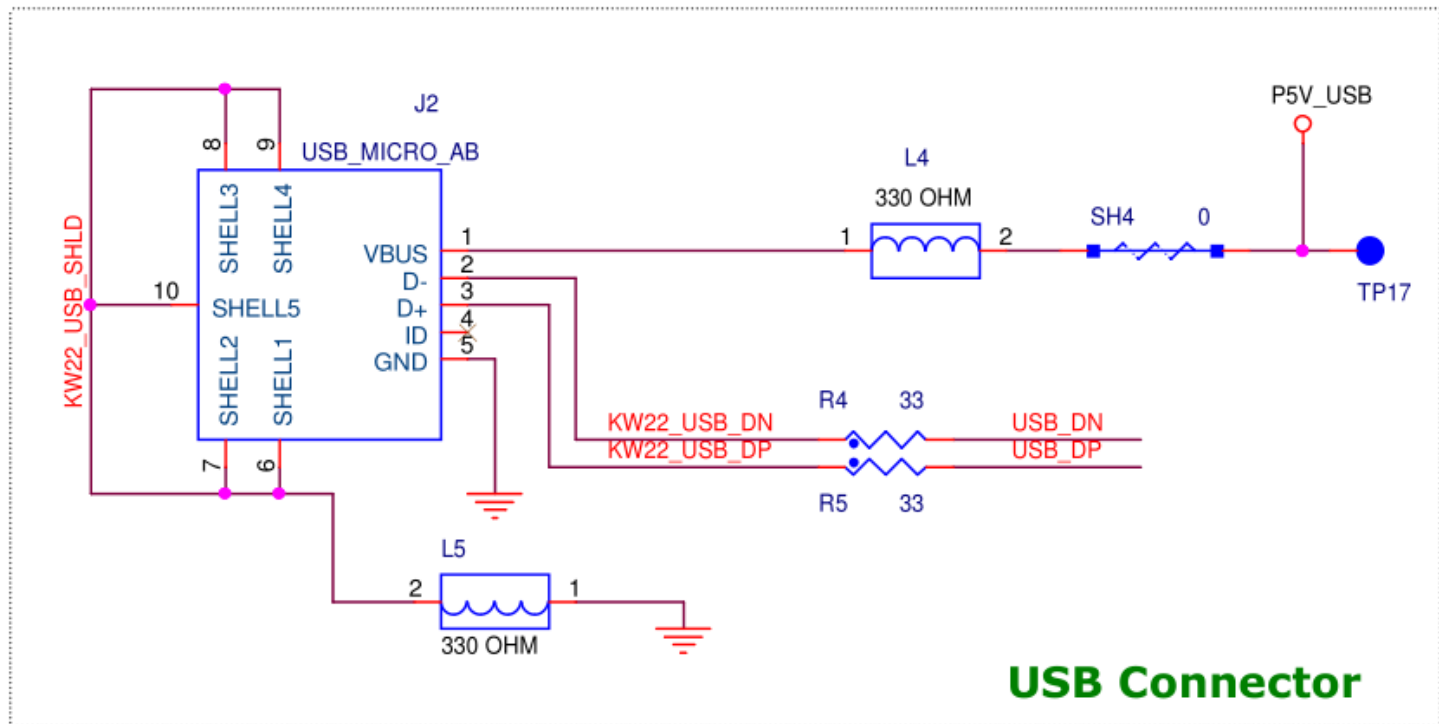 P5V_USB
J2
USB_MICRO_AB
8
9
SHELL3
SHELL4
KW22_USB_SHLD
10
SHELL5
SHELL2
SHELL1
7
6
VBUS
D-
D+
ID
GND
1
2
3
4
5
L4
330 OHM
1
2
SH4 0
TP17
R4 33
KW22_USB_DN USB_DN
KW22_USB_DP USB_DP
R5 33
L5
2
1
330 OHM
USB Connector